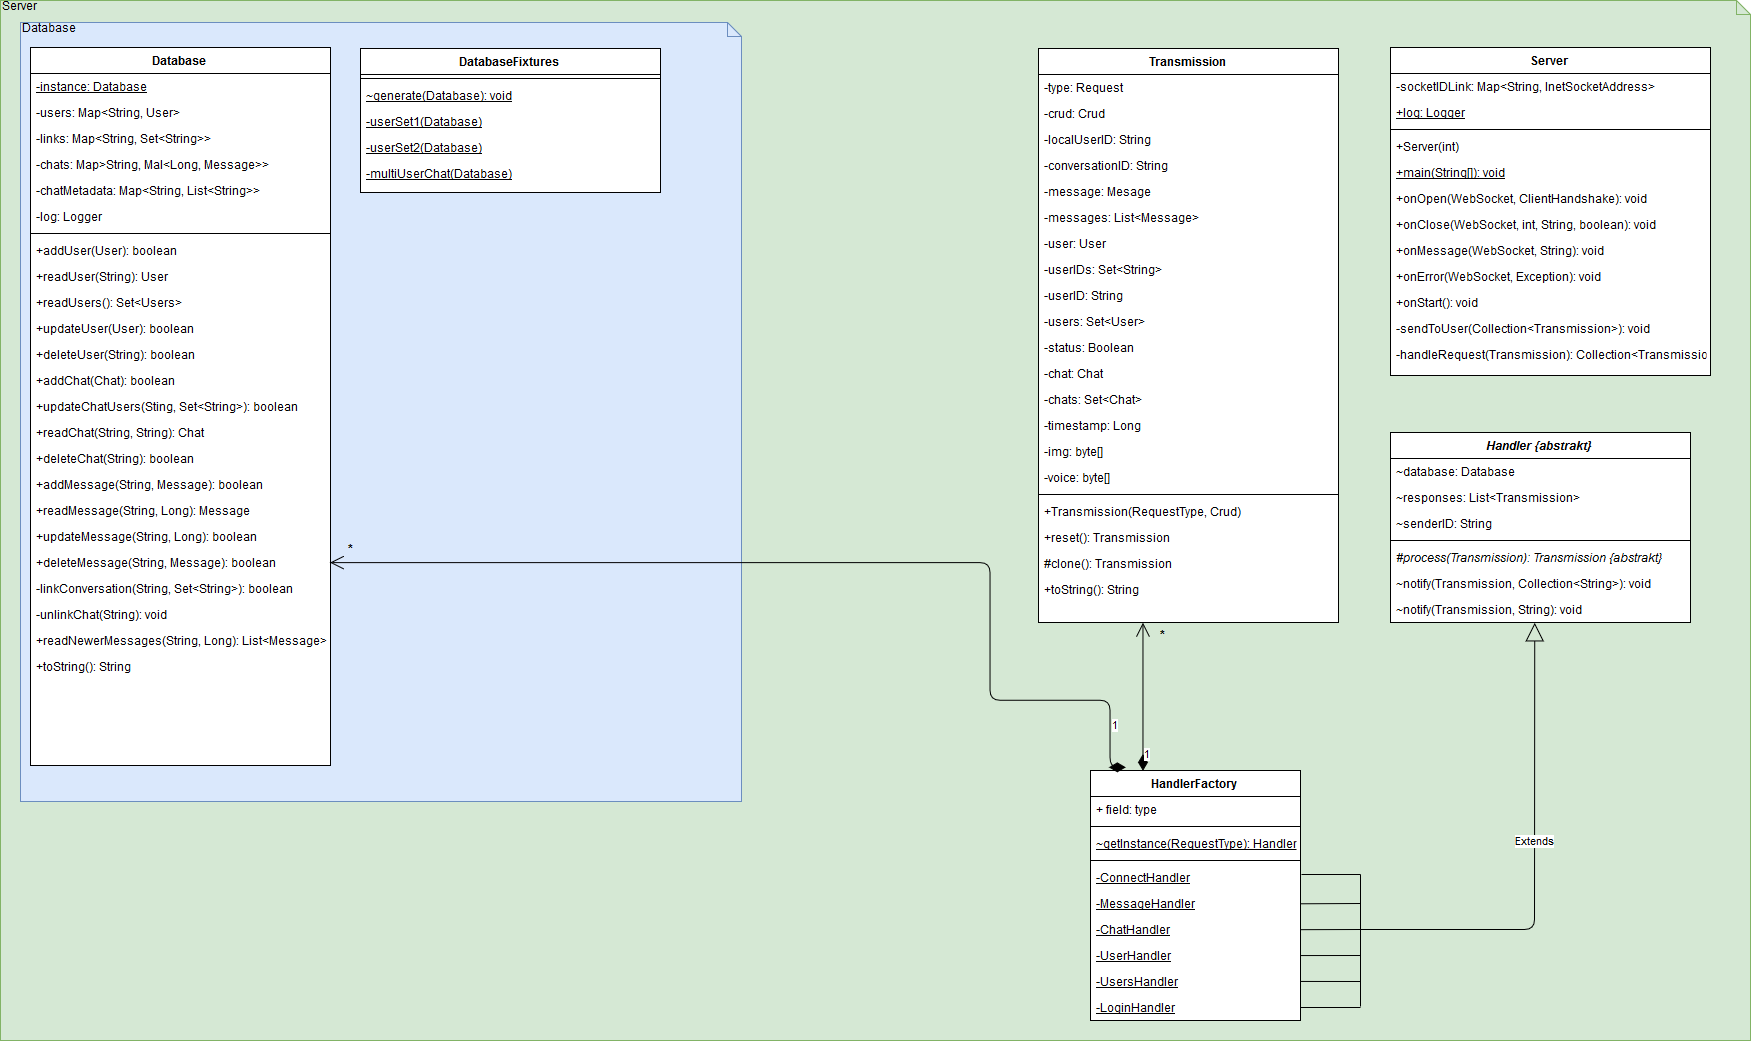 Server
Database
Database
-instance: Database
-users: Map<String, User>
-links: Map<String, Set<String>>
-chats: Map>String, Mal<Long, Message>>
-chatMetadata: Map<String, List<String>>
-log: Logger
+addUser(User): boolean
+readUser(String): User
+readUsers(): Set<Users>
+updateUser(User): boolean
+deleteUser(String): boolean
+addChat(Chat): boolean
+updateChatUsers(Sting, Set<String>): boolean
+readChat(String, String): Chat
+deleteChat(String): boolean
+addMessage(String, Message): boolean
+readMessage(String, Long): Message
+updateMessage(String, Long): boolean
+deleteMessage(String, Message): boolean
-linkConversation(String, Set<String>): boolean
-unlinkChat(String): void
+readNewerMessages(String, Long): List<Message>
+toString(): String
DatabaseFixtures
~generate(Database): void
-userSet1(Database)
-userSet2(Database)
-multiUserChat(Database)
Transmission
-type: Request
-crud: Crud
-localUserID: String
-conversationID: String
-message: Mesage
-messages: List<Message>
-user: User
-userIDs: Set<String>
-userID: String
-users: Set<User>
-status: Boolean
-chat: Chat
-chats: Set<Chat>
-timestamp: Long
-img: byte[]
-voice: byte[]
+Transmission(RequestType, Crud)
+reset(): Transmission
#clone(): Transmission
+toString(): String
Server
-socketIDLink: Map<String, InetSocketAddress>
+log: Logger
+Server(int)
+main(String[]): void
+onOpen(WebSocket, ClientHandshake): void
+onClose(WebSocket, int, String, boolean): void
+onMessage(WebSocket, String): void
+onError(WebSocket, Exception): void
+onStart(): void
-sendToUser(Collection<Transmission>): void
-handleRequest(Transmission): Collection<Transmissio
Handler {abstrakt}
~database: Database
~responses: List<Transmission>
~senderID: String
#process(Transmission): Transmission {abstrakt}
~notify(Transmission, Collection<String>): void
~notify(Transmission, String): void
*
*
1
1
HandlerFactory
+ field: type
~getInstance(RequestType): Handler
-ConnectHandler
-MessageHandler
-ChatHandler
-UserHandler
-UsersHandler
-LoginHandler
Extends